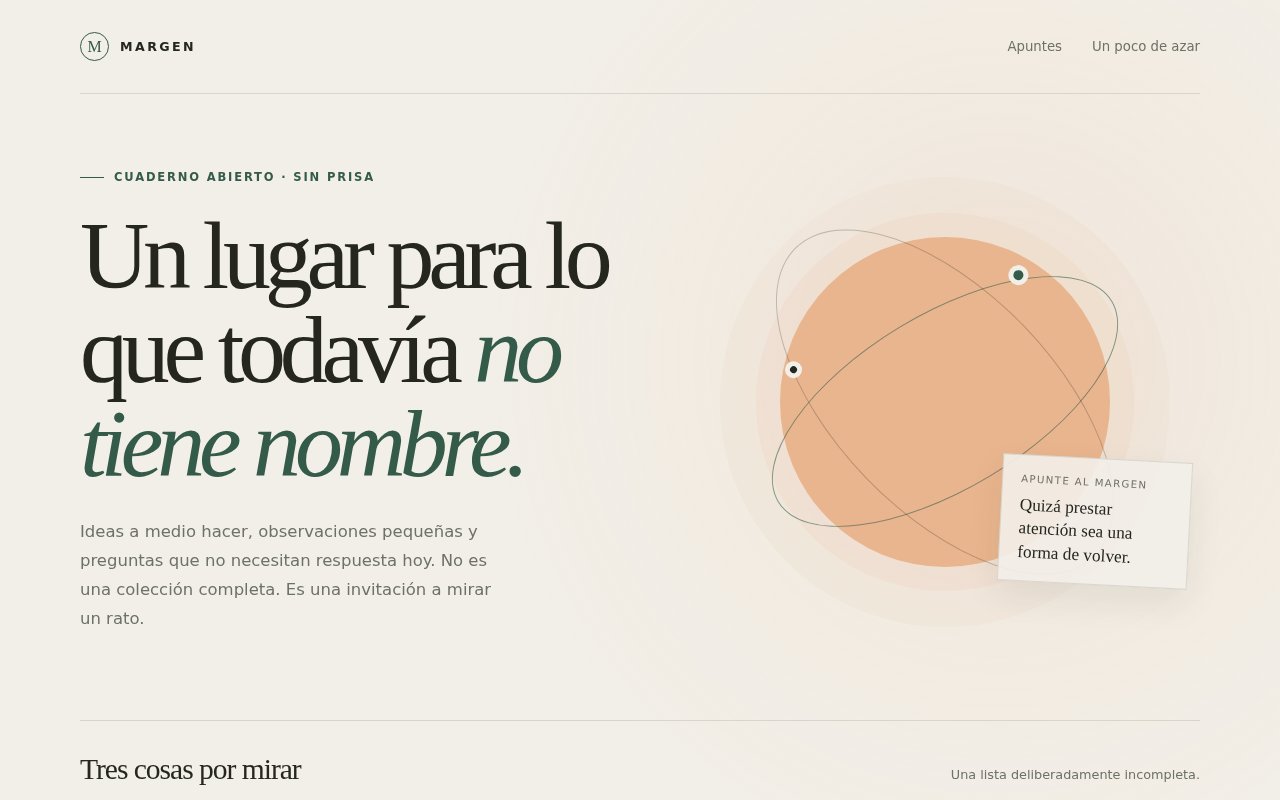 M MARGEN
Apuntes
Un poco de azar
CUADERNO ABIERTO · SIN PRISA
Un lugar para lo
que todavía no
tiene nombre.
Ideas a medio hacer, observaciones pequeñas y
preguntas que no necesitan respuesta hoy. No es
una colección completa. Es una invitación a mirar
un rato.
APUNTE AL MARGEN
Quizá prestar
atención sea una
forma de volver.
Tres cosas por mirar
Una lista deliberadamente incompleta.